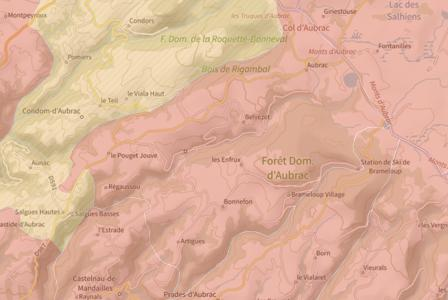 Montpeyroux
Condors
les Truques d'Aubrac
Ginestouse
Lac des
Salhiens
Col d'Aubrac
F. Dom. de la Roquette-Bonneval
Fontanilles
Monts d'Aubrac
Pomiers
Bois de Rigambal
Aubrac
Monts d'Aubrac
le Viala Haut
le Teil
Condom-d'Aubrac
Belvezet
le Pouget Jouve
les Enfrux
Forêt Dom.
d'Aubrac
Station de Ski de
Brameloup
Aunac
Régaussou
Brameloup Village
Bonnefon
Salgues Hautes
Salgues Basses
astide d'Aubrac
l'Estrade
les Vergn
Artigues
Born
Vieurals
Castelnau-de
Mandailles
le Vialaret
Raynals
Prades-d'Aubrac